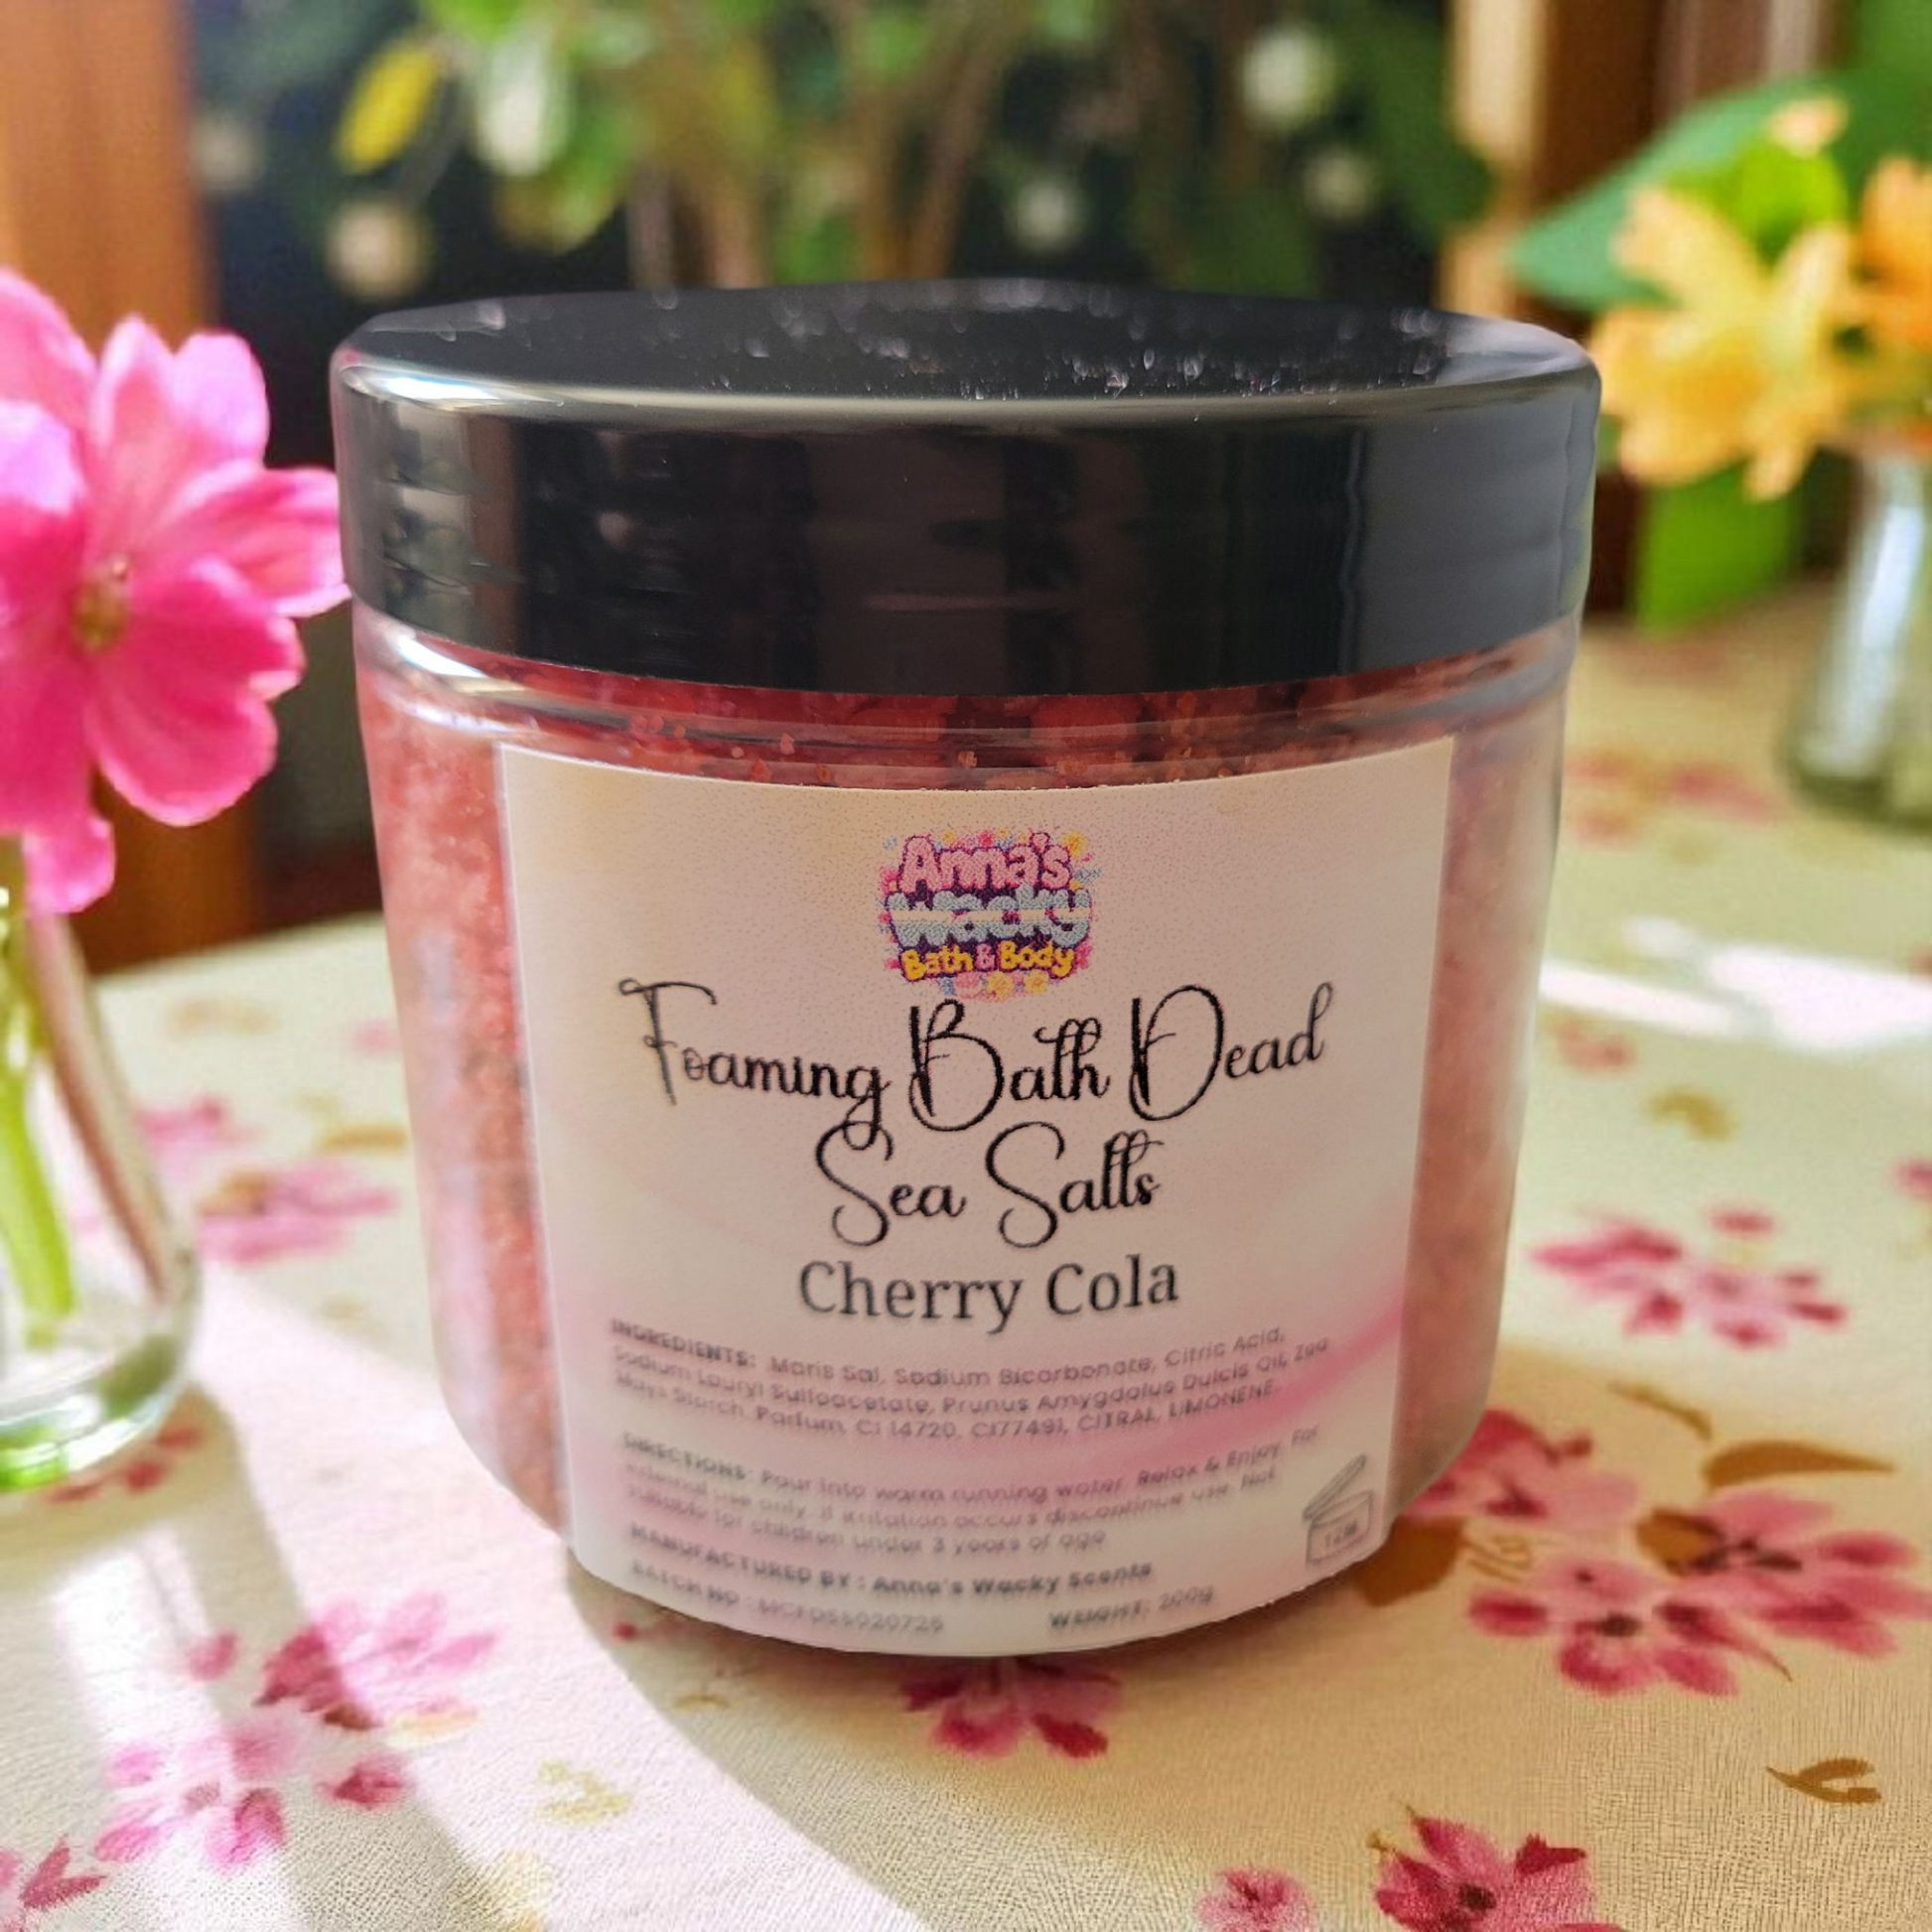 Anna's
Wacky
Bath & Body
Foaming Bath Dead
Sea Salts
Cherry Cola
INGREDIENTS: Maris Sal, Sodium Bicarbonate, Citric Acid,
Sodium Lauryl Sulfoacetate, Prunus Amygdalus Dulcis Oil, Zea
Mays Starch, Parfum, CI 14720, CI77491, CITRAL, LIMONENE.
DIRECTIONS: Pour into warm running water. Relax & Enjoy. For
external use only. If irritation occurs discontinue use. Not
suitable for children under 3 years of age
MANUFACTURED BY : Anna's Wacky Scents
BATCH NO : WEIGHT: 200g